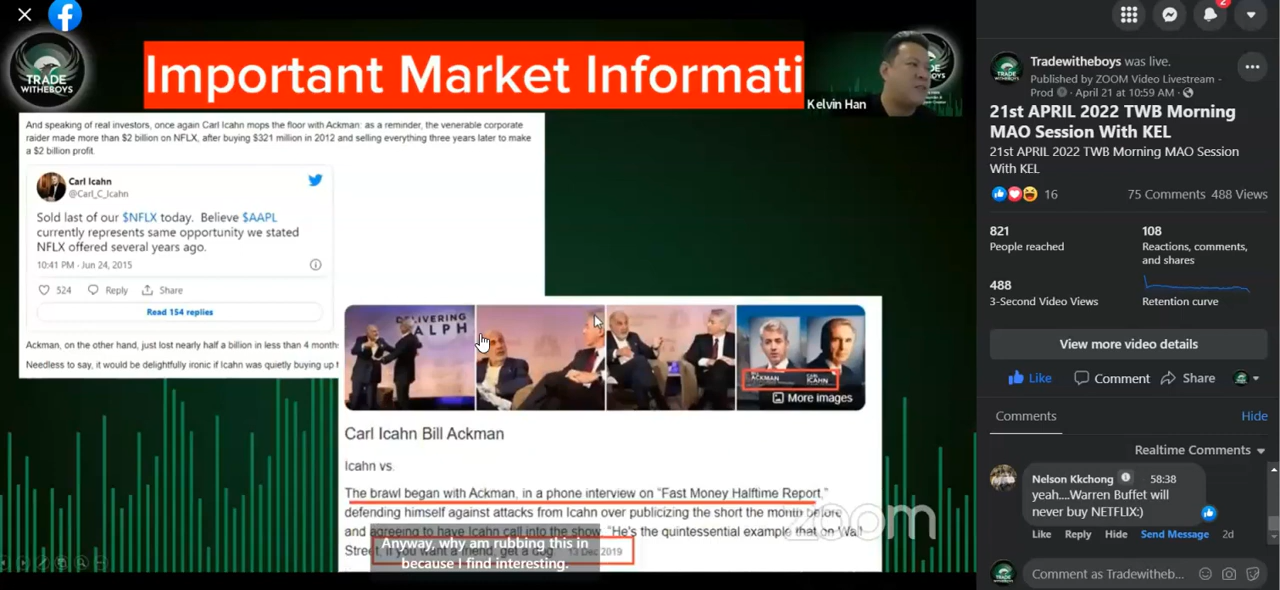 Important Market Informati
TRADE
WITHEBOYS
Kelvin Han
And speaking of real investors, once again Carl Icahn mops the floor with Ackman: as a reminder, the venerable corporate
raider made more than $2 billion on NFLX, after buying $321 million in 2012 and selling everything three years later to make
a $2 billion profit.
Carl Icahn
@Carl_C_Icahn
Sold last of our $NFLX today. Believe $AAPL
currently represents same opportunity we stated
NFLX offered several years ago.
10:41 PM · Jun 24, 2015
524 Reply Share
Read 154 replies
Ackman, on the other hand, just lost nearly half a billion in less than 4 month
Needless to say, it would be delightfully ironic if Icahn was quietly buying up
DELIVERING
ALPH
ACKMAN
ICAHN
More images
Carl Icahn Bill Ackman
Icahn vs.
The brawl began with Ackman, in a phone interview on "Fast Money Halftime Report,"
defending himself against attacks from Icahn over publicizing the short the month before
and agreeing to have Icahn call into the show. "He's the quintessential example that on Wall
Street, if you want a friend, get a dog. 13 Dec 2019
Anyway, why am rubbing this in
because I find interesting.
zoom
2
Tradewitheboys was live.
Published by ZOOM Video Livestream -
Prod · April 21 at 10:59 AM ·
21st APRIL 2022 TWB Morning
MAO Session With KEL
21st APRIL 2022 TWB Morning MAO Session
With KEL
16 75 Comments 488 Views
821 108
People reached Reactions, comments,
and shares
488
3-Second Video Views Retention curve
View more video details
Like Comment Share
Comments Hide
Realtime Comments
Nelson Kkchong 58:38
yeah....Warren Buffet will
never buy NETFLIX:)
Like Reply Hide Send Message 2d
Comment as Tradewitheb...